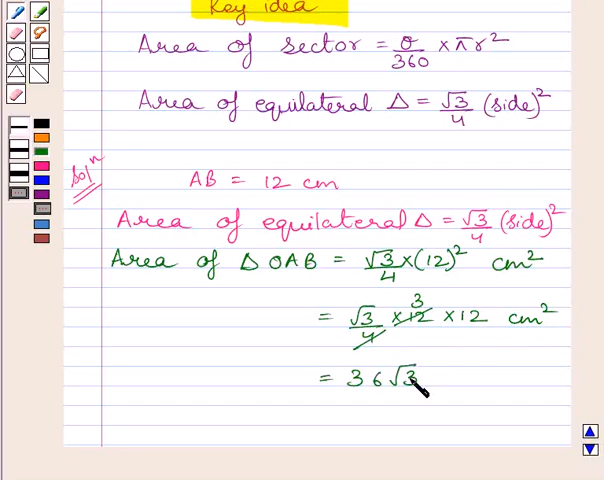 Key idea
Area of sector = θ/360 × πr²
Area of equilateral Δ = √3/4 (side)²
Solⁿ
AB = 12 cm
Area of equilateral Δ = √3/4 (side)²
Area of Δ OAB = √3/4 × (12)² cm²
= √3/4 × 12 3 × 12 cm²
= 36√3